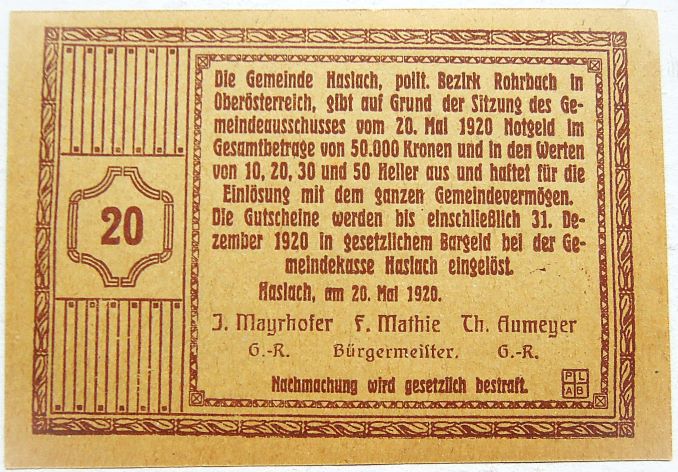 Die Gemeinde Haslach, polit. Bezirk Rohrbach in
Oberösterreich, gibt auf Grund der Sitzung des Ge-
meindeausschusses vom 20. Mai 1920 Notgeld im
Gesamtbetrage von 50.000 Kronen und in den Werten
von 10, 20, 30 und 50 Heller aus und haftet für die
Einlösung mit dem ganzen Gemeindevermögen.
Die Gutscheine werden bis einschließlich 31. De-
zember 1920 in gesetzlichem Bargeld bei der Ge-
meindekasse Haslach eingelöst.
Haslach, am 20. Mai 1920.
J. Mayrhofer F. Mathie Th. Aumeyer
G.-R. Bürgermeister. G.-R.
Nachmachung wird gesetzlich bestraft.
20
PL
AB